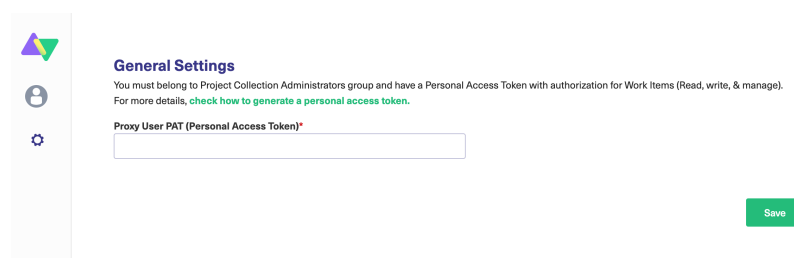 General Settings
You must belong to Project Collection Administrators group and have a Personal Access Token with authorization for Work Items (Read, write, & manage).
For more details, check how to generate a personal access token.
Proxy User PAT (Personal Access Token)*
Save